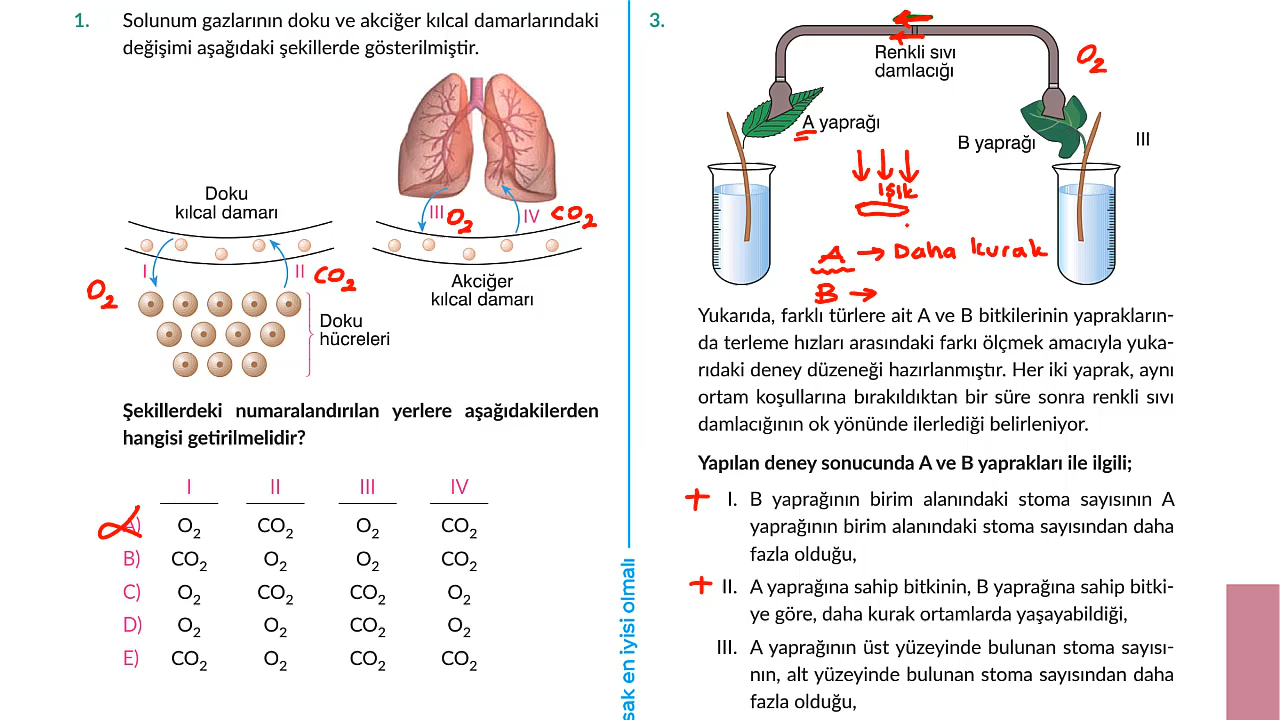 1. Solunum gazlarının doku ve akciğer kılcal damarlarındaki
değişimi aşağıdaki şekillerde gösterilmiştir.
Doku
kılcal damarı
III
O2
IV
CO2
I
II
CO2
O2
Akciğer
kılcal damarı
Doku
hücreleri
Şekillerdeki numaralandırılan yerlere aşağıdakilerden
hangisi getirilmelidir?
I II III IV
A) O2 CO2 O2 CO2
B) CO2 O2 O2 CO2
C) O2 CO2 CO2 O2
D) O2 O2 CO2 O2
E) CO2 O2 CO2 CO2
sak en iyisi olmalı
3.
Renkli sıvı
damlacığı
O2
A yaprağı
B yaprağı
III
Işık
A → Daha kurak
B →
Yukarıda, farklı türlere ait A ve B bitkilerinin yaprakların-
da terleme hızları arasındaki farkı ölçmek amacıyla yuka-
rıdaki deney düzeneği hazırlanmıştır. Her iki yaprak, aynı
ortam koşullarına bırakıldıktan bir süre sonra renkli sıvı
damlacığının ok yönünde ilerlediği belirleniyor.
Yapılan deney sonucunda A ve B yaprakları ile ilgili;
+ I. B yaprağının birim alanındaki stoma sayısının A
yaprağının birim alanındaki stoma sayısından daha
fazla olduğu,
+ II. A yaprağına sahip bitkinin, B yaprağına sahip bitki-
ye göre, daha kurak ortamlarda yaşayabildiği,
III. A yaprağının üst yüzeyinde bulunan stoma sayısı-
nın, alt yüzeyinde bulunan stoma sayısından daha
fazla olduğu,